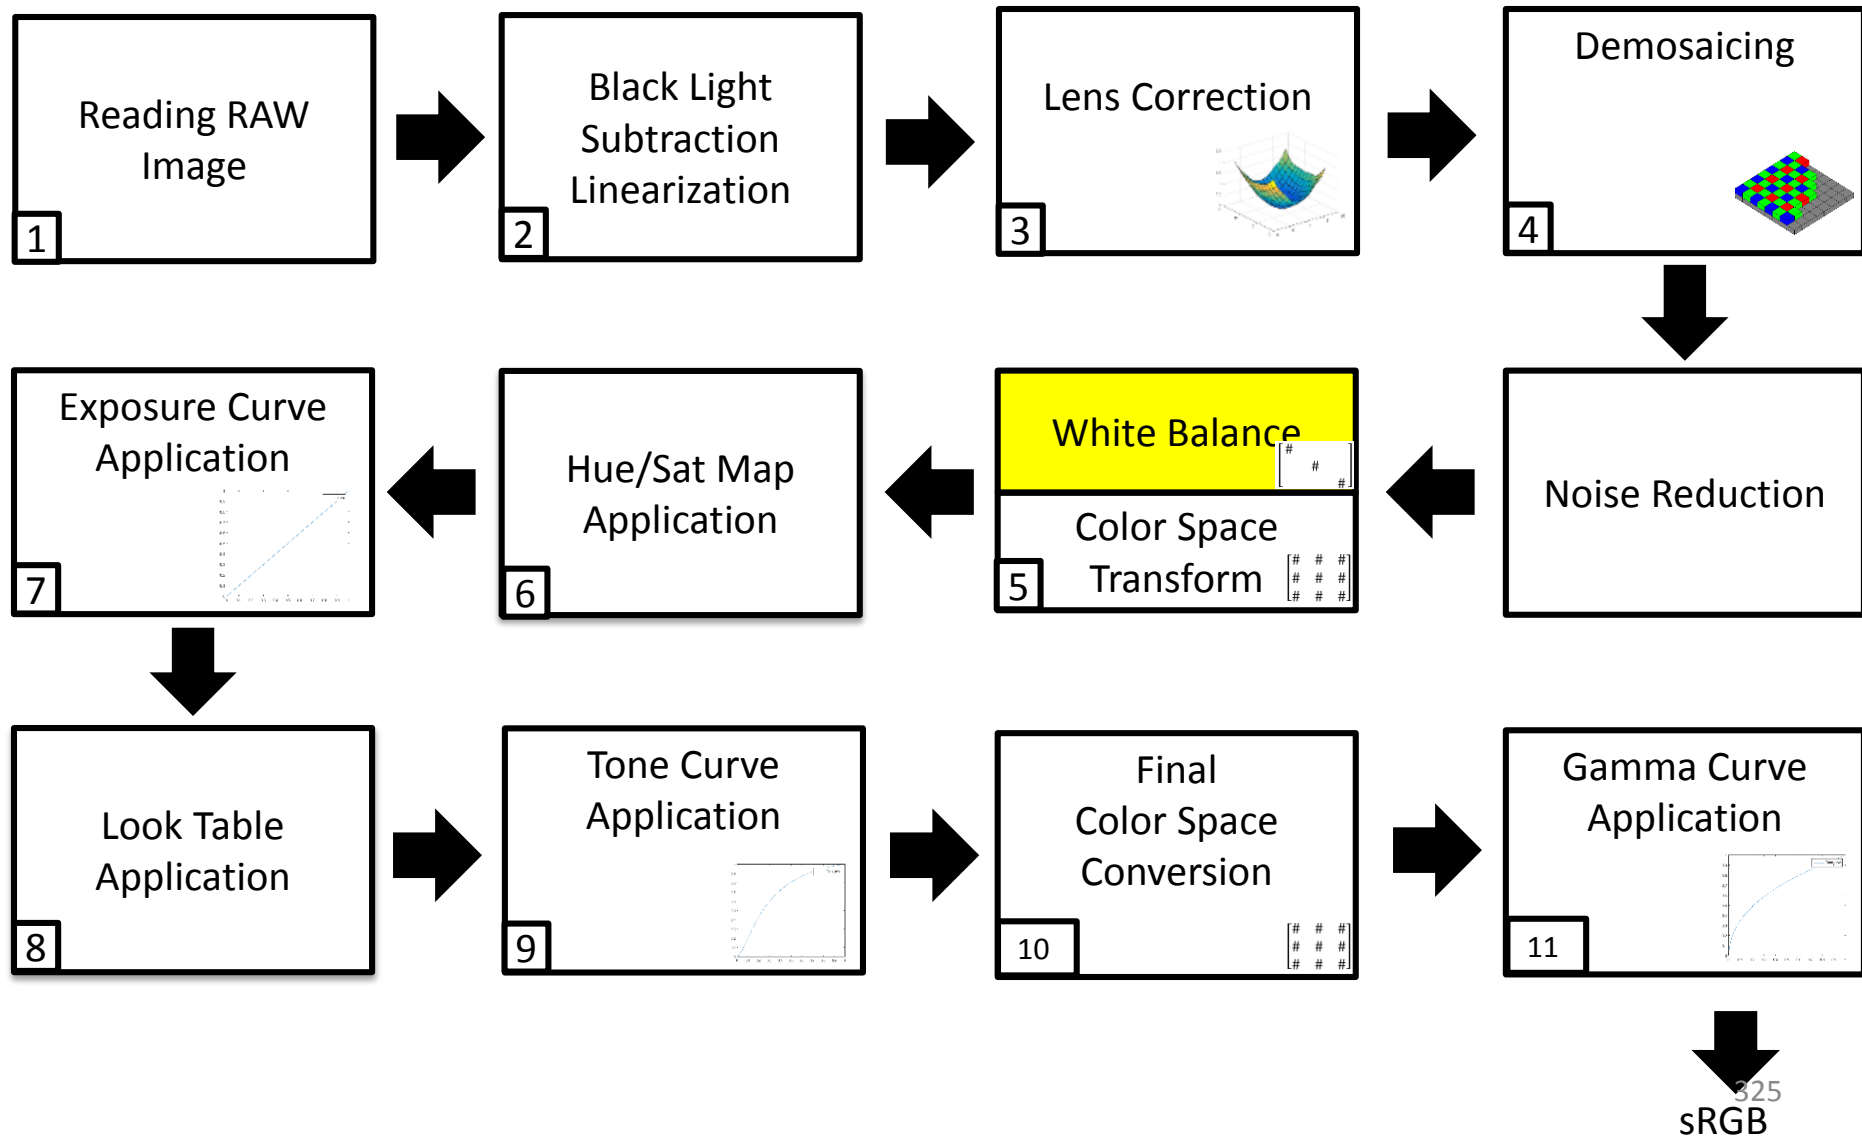 Reading RAW
Image
1
Black Light
Subtraction
Linearization
2
Lens Correction
3
Demosaicing
4
Noise Reduction
White Balance
#
#
#
Color Space
Transform
# # #
# # #
# # #
5
Hue/Sat Map
Application
6
Exposure Curve
Application
7
Look Table
Application
8
Tone Curve
Application
9
Final
Color Space
Conversion
# # #
# # #
# # #
10
Gamma Curve
Application
11
325
sRGB